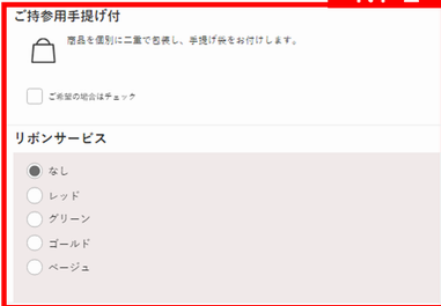 ご持参用手提げ付
商品を個別に二重で包装し、手提げ袋をお付けします。
ご希望の場合はチェック
リボンサービス
なし
レッド
グリーン
ゴールド
ベージュ